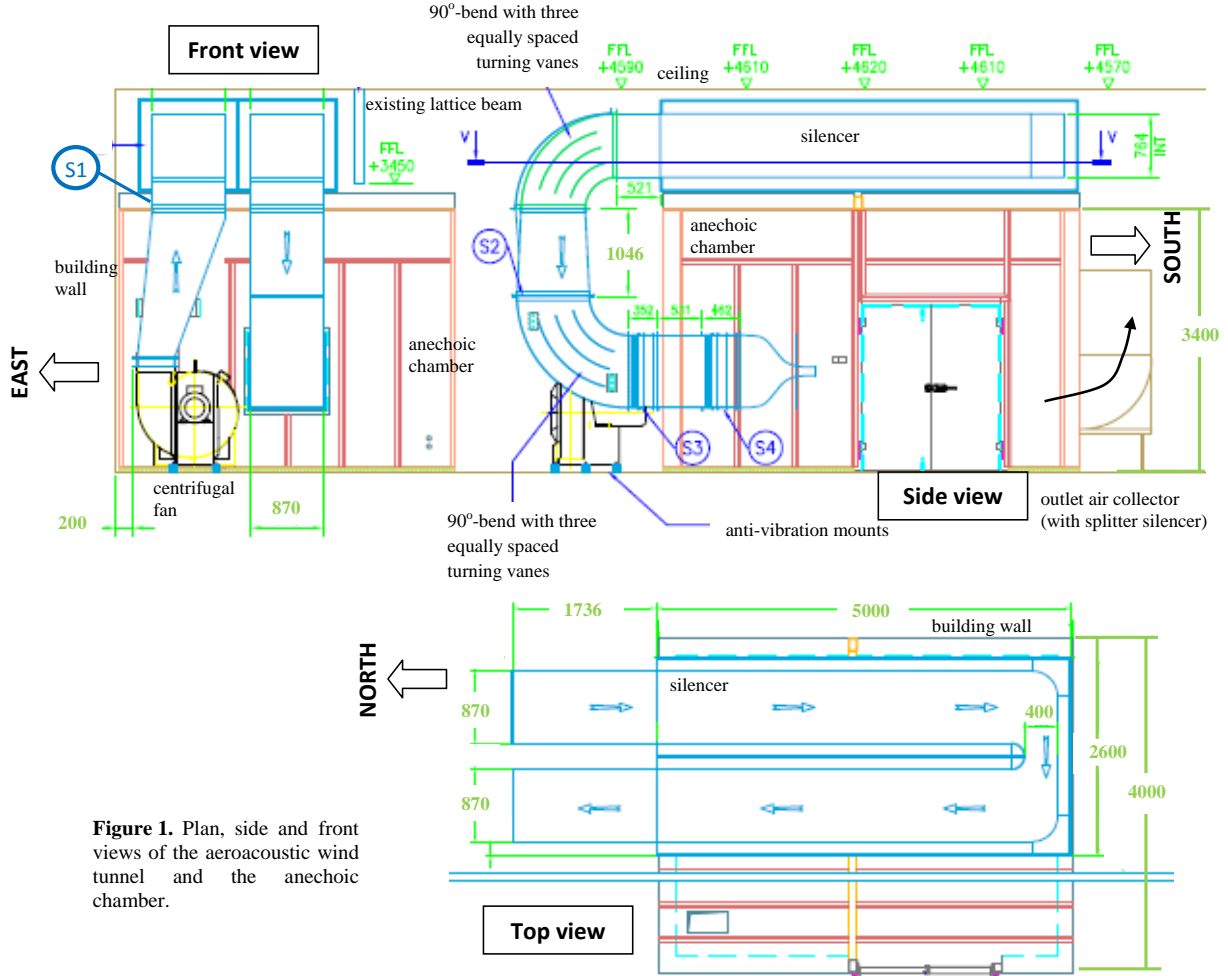 90º-bend with three
equally spaced
turning vanes
Front view
FFL
+4590
FFL
+4610
FFL
+4620
FFL
+4610
FFL
+4570
ceiling
existing lattice beam
silencer
V
V
764
INT
S1
FFL
+3450
521
anechoic
chamber
SOUTH
S2
1046
building
wall
352
531
462
3400
EAST
anechoic
chamber
S3
S4
centrifugal
fan
Side view
outlet air collector
(with splitter silencer)
200
870
90º-bend with three
equally spaced
turning vanes
anti-vibration mounts
1736
5000
building wall
NORTH
silencer
870
400
2600
4000
870
Figure 1. Plan, side and front
views of the aeroacoustic wind
tunnel and the anechoic
chamber.
Top view